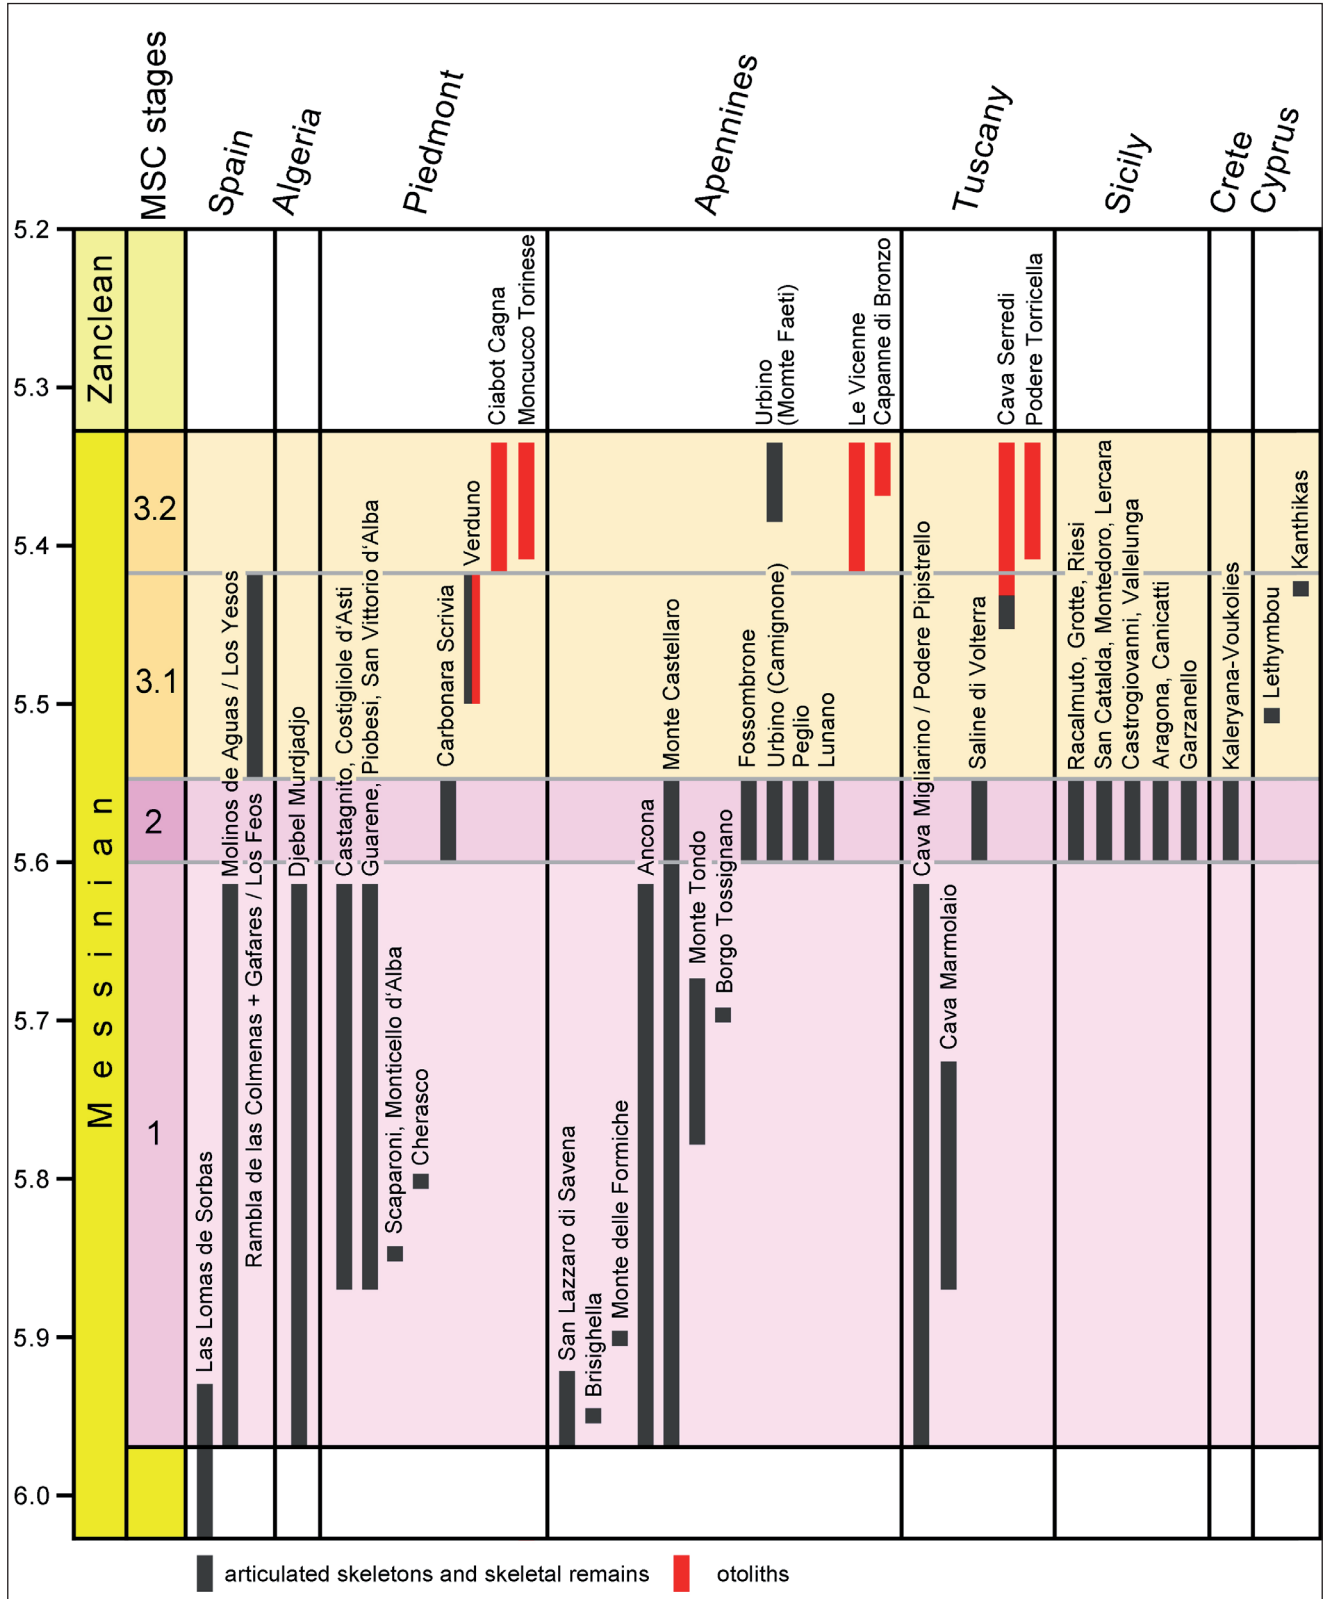 MSC stages
Spain
Algeria
Piedmont
Apennines
Tuscany
Sicily
Crete
Cyprus
5.2
5.3
5.4
5.5
5.6
5.7
5.8
5.9
6.0
Zanclean
Messinian
3.2
3.1
2
1
Las Lomas de Sorbas
Molinos de Aguas / Los Yesos
Rambla de las Colmenas + Gafares / Los Feos
Djebel Murdjadjo
Castagnito, Costigliole d'Asti
Guarene, Piobesi, San Vittorio d'Alba
Scaparoni, Monticello d'Alba
Cherasco
Carbonara Scrivia
Verduno
Ciabot Cagna
Moncucco Torinese
San Lazzaro di Savena
Brisighella
Monte delle Formiche
Ancona
Monte Castellaro
Monte Tondo
Borgo Tossignano
Fossombrone
Urbino (Camignone)
Peglio
Lunano
Urbino
(Momte Faeti)
Le Vicenne
Capanne di Bronzo
Cava Migliarino / Podere Pipistrello
Cava Marmolaio
Saline di Volterra
Cava Serredi
Podere Torricella
Racalmuto, Grotte, Riesi
San Catalda, Montedoro, Lercara
Castrogiovanni, Vallelunga
Aragona, Canicatti
Garzanello
Kaleryana-Voukolies
Lethymbou
Kanthikas
articulated skeletons and skeletal remains
otoliths